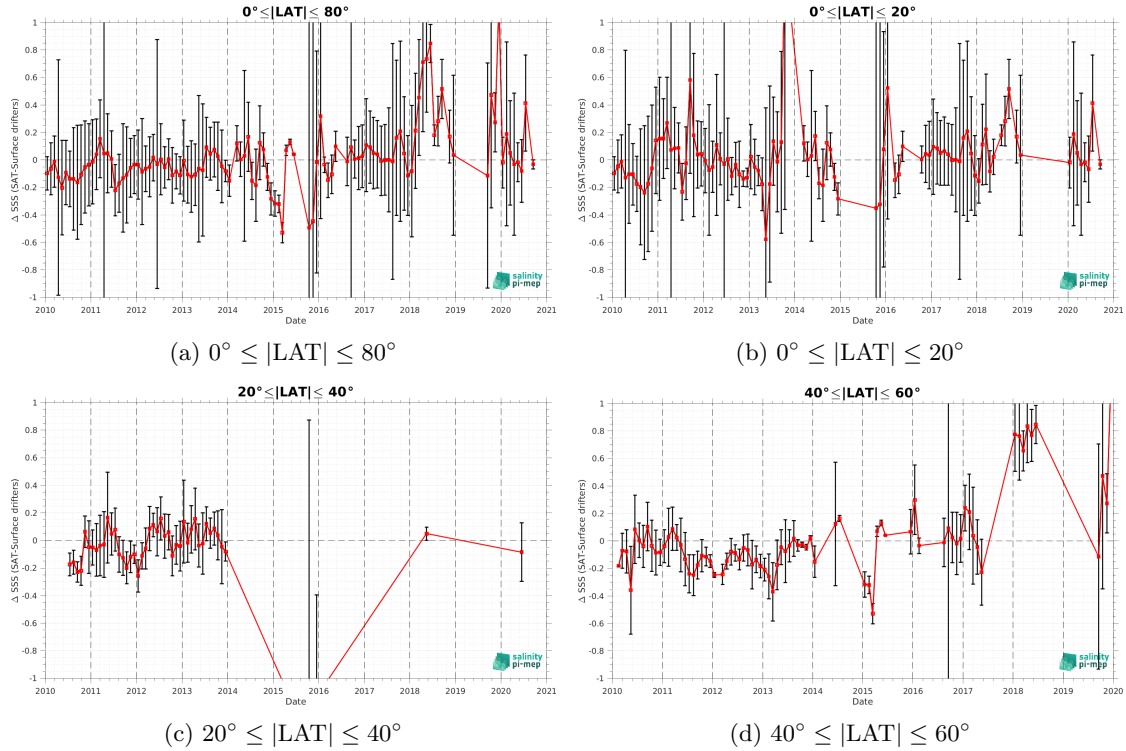 0°≤|LAT|≤ 80°
Δ SSS (SAT-Surface drifters)
1
0.8
0.6
0.4
0.2
0
-0.2
-0.4
-0.6
-0.8
-1
salinity
pi-mep
2010 2011 2012 2013 2014 2015 2016 2017 2018 2019 2020 2021
Date
(a) 0° ≤ |LAT| ≤ 80°
0°≤|LAT|≤ 20°
Δ SSS (SAT-Surface drifters)
1
0.8
0.6
0.4
0.2
0
-0.2
-0.4
-0.6
-0.8
-1
salinity
pi-mep
2010 2011 2012 2013 2014 2015 2016 2017 2018 2019 2020 2021
Date
(b) 0° ≤ |LAT| ≤ 20°
20°≤|LAT|≤ 40°
Δ SSS (SAT-Surface drifters)
1
0.8
0.6
0.4
0.2
0
-0.2
-0.4
-0.6
-0.8
-1
salinity
pi-mep
2010 2011 2012 2013 2014 2015 2016 2017 2018 2019 2020 2021
Date
(c) 20° ≤ |LAT| ≤ 40°
40°≤|LAT|≤ 60°
Δ SSS (SAT-Surface drifters)
1
0.8
0.6
0.4
0.2
0
-0.2
-0.4
-0.6
-0.8
-1
salinity
pi-mep
2010 2011 2012 2013 2014 2015 2016 2017 2018 2019 2020
Date
(d) 40° ≤ |LAT| ≤ 60°